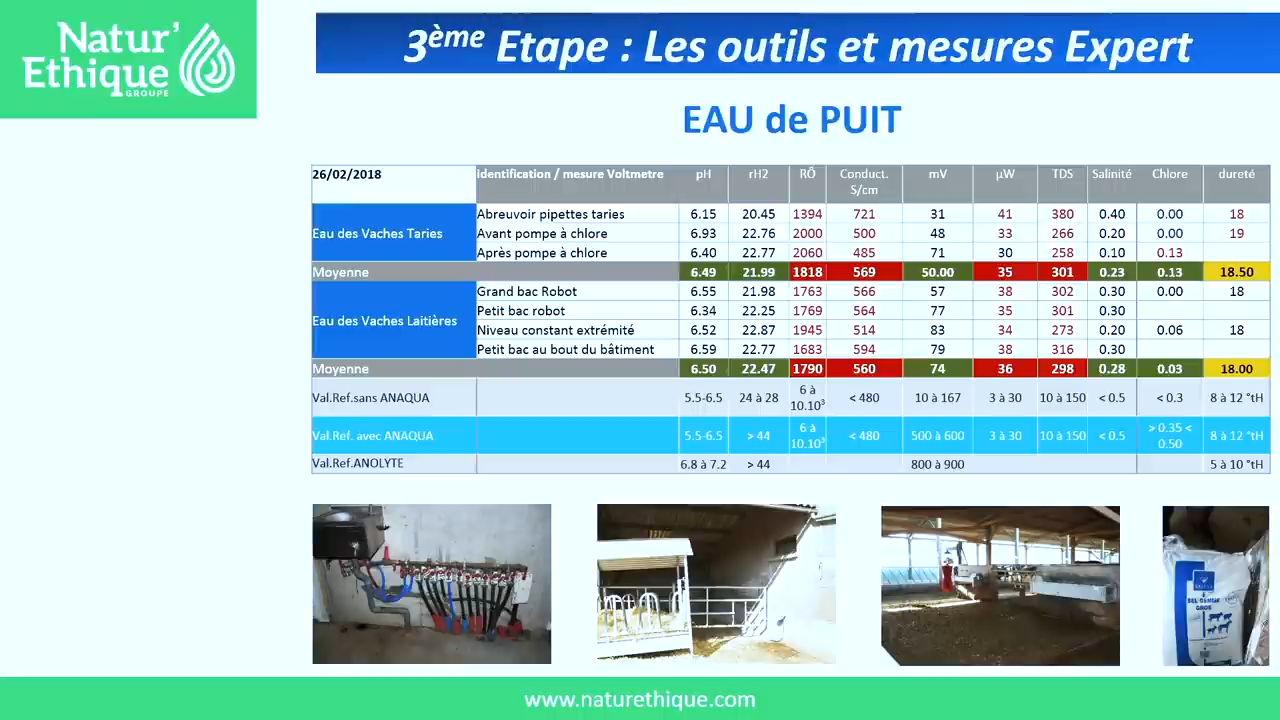 Natur'
Ethique
GROUPE
3ème Etape : Les outils et mesures Expert
EAU de PUIT
26/02/2018 identification / mesure Voltmetre pH rH2 RÔ Conduct. S/cm mV µW TDS Salinité Chlore dureté
Eau des Vaches Taries
Abreuvoir pipettes taries 6.15 20.45 1394 721 31 41 380 0.40 0.00 18
Avant pompe à chlore 6.93 22.76 2000 500 48 33 266 0.20 0.00 19
Après pompe à chlore 6.40 22.77 2060 485 71 30 258 0.10 0.13
Moyenne 6.49 21.99 1818 569 50.00 35 301 0.23 0.13 18.50
Eau des Vaches Laitières
Grand bac Robot 6.55 21.98 1763 566 57 38 302 0.30 0.00 18
Petit bac robot 6.34 22.25 1769 564 77 35 301 0.30
Niveau constant extrémité 6.52 22.87 1945 514 83 34 273 0.20 0.06 18
Petit bac au bout du bâtiment 6.59 22.77 1683 594 79 38 316 0.30
Moyenne 6.50 22.47 1790 560 74 36 298 0.28 0.03 18.00
Val.Ref.sans ANAQUA 5.5-6.5 24 à 28 6 à 10.10³ < 480 10 à 167 3 à 30 10 à 150 < 0.5 < 0.3 8 à 12 °tH
Val.Ref. avec ANAQUA 5.5-6.5 > 44 6 à 10.10³ < 480 500 à 600 3 à 30 10 à 150 < 0.5 > 0.35 < 0.50 8 à 12 °tH
Val.Ref.ANOLYTE 6.8 à 7.2 > 44 800 à 900 5 à 10 °tH
www.naturethique.com